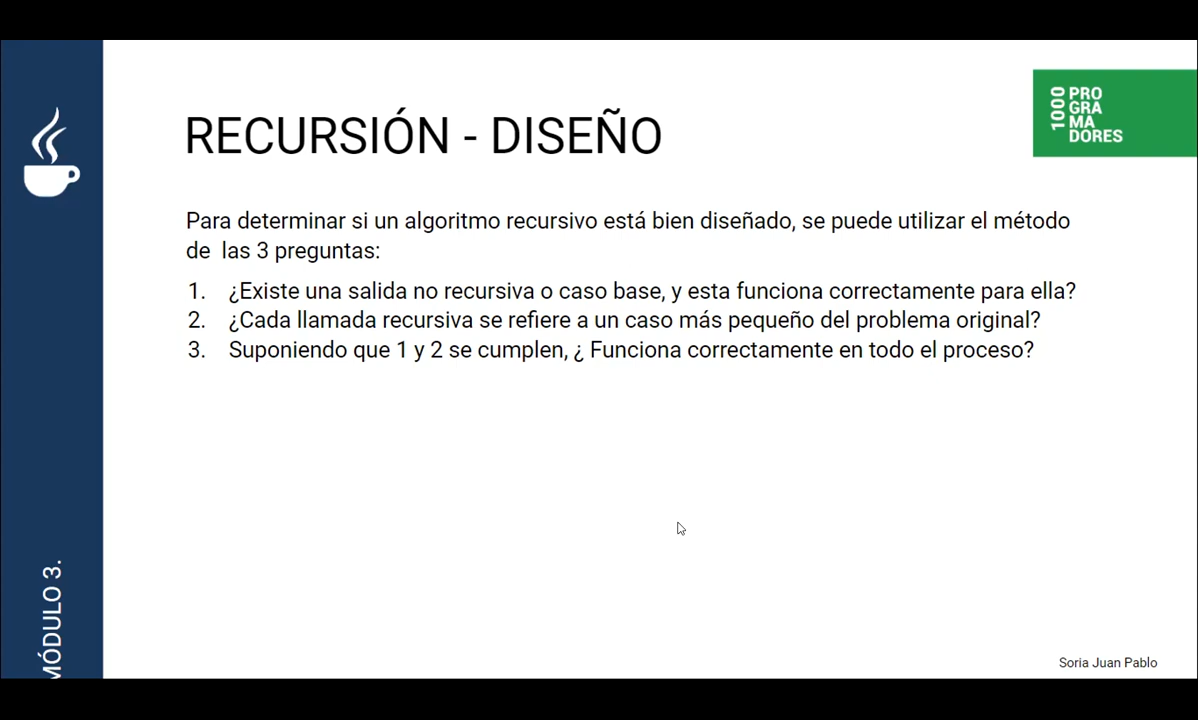 RECURSIÓN - DISEÑO
1000
PRO
GRA
MA
DORES
Para determinar si un algoritmo recursivo está bien diseñado, se puede utilizar el método
de las 3 preguntas:
1. ¿Existe una salida no recursiva o caso base, y esta funciona correctamente para ella?
2. ¿Cada llamada recursiva se refiere a un caso más pequeño del problema original?
3. Suponiendo que 1 y 2 se cumplen, ¿ Funciona correctamente en todo el proceso?
MÓDULO 3.
Soria Juan Pablo